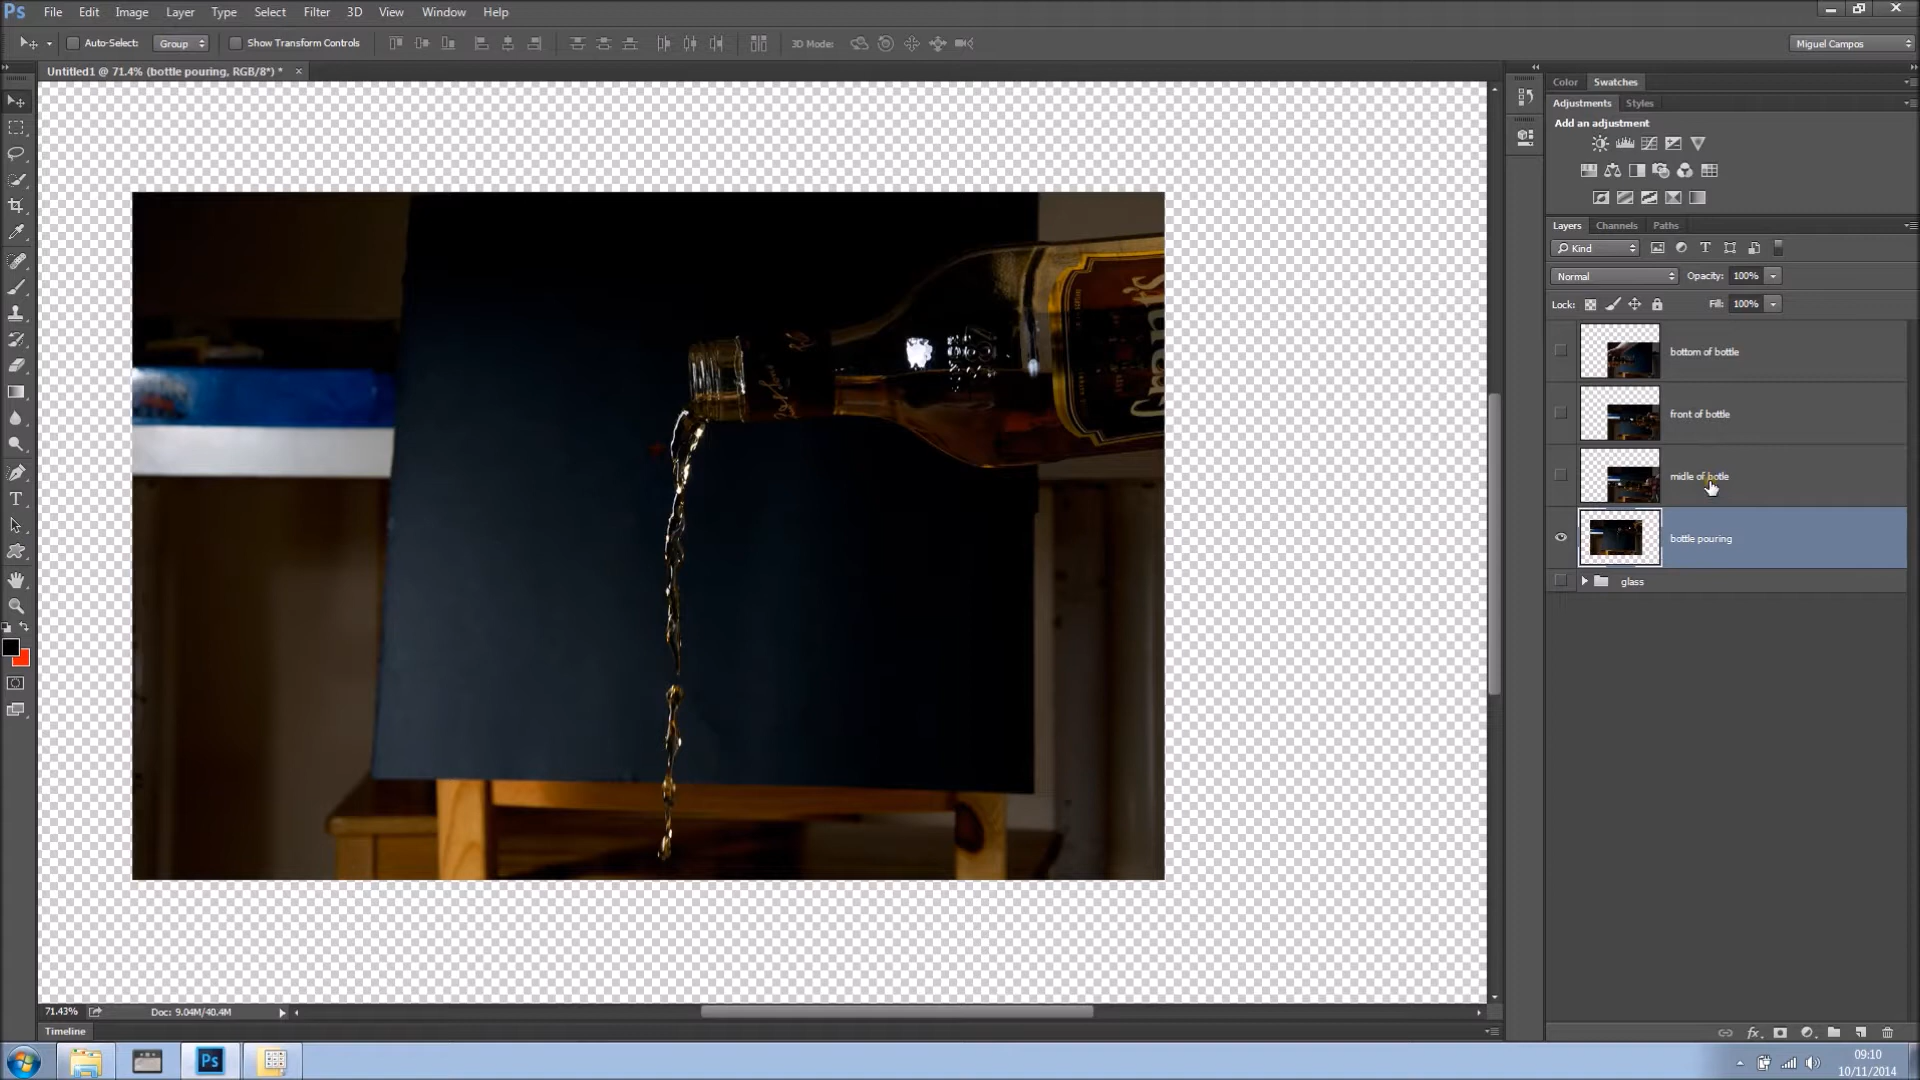 Ps File Edit Image Layer Type Select Filter 3D View Window Help
Auto-Select: Group Show Transform Controls 3D Mode: Miguel Campos
Untitled1 @ 71.4% (bottle pouring, RGB/8*) * ×
Color Swatches
Adjustments Styles
Add an adjustment
Layers Channels Paths
Kind
Normal Opacity: 100%
Lock: Fill: 100%
bottom of bottle
front of bottle
midle of botle
bottle pouring
glass
Grant's
71.43% Doc: 9.04M/40.4M
Timeline
Ps
09:10
10/11/2014